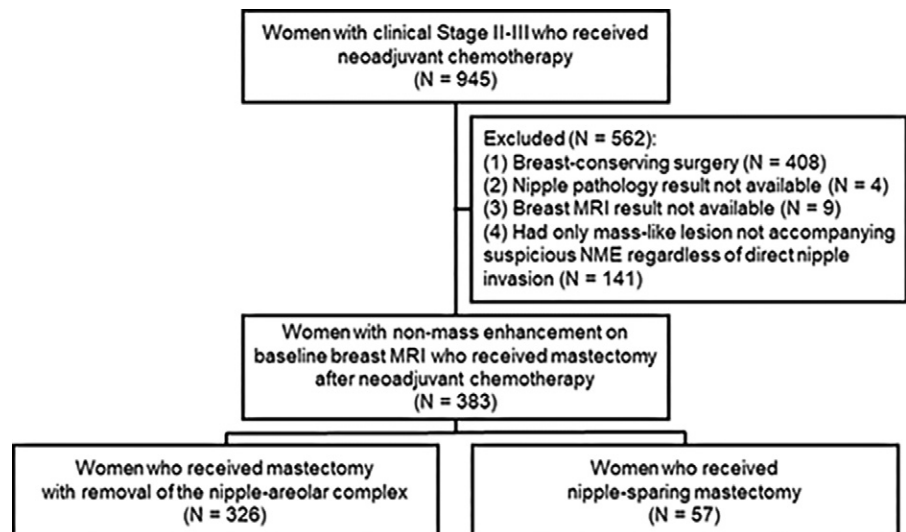 Women with clinical Stage II-III who received
neoadjuvant chemotherapy
(N = 945)
Excluded (N = 562):
(1) Breast-conserving surgery (N = 408)
(2) Nipple pathology result not available (N = 4)
(3) Breast MRI result not available (N = 9)
(4) Had only mass-like lesion not accompanying
suspicious NME regardless of direct nipple
invasion (N = 141)
Women with non-mass enhancement on
baseline breast MRI who received mastectomy
after neoadjuvant chemotherapy
(N = 383)
Women who received mastectomy
with removal of the nipple-areolar complex
(N = 326)
Women who received
nipple-sparing mastectomy
(N = 57)